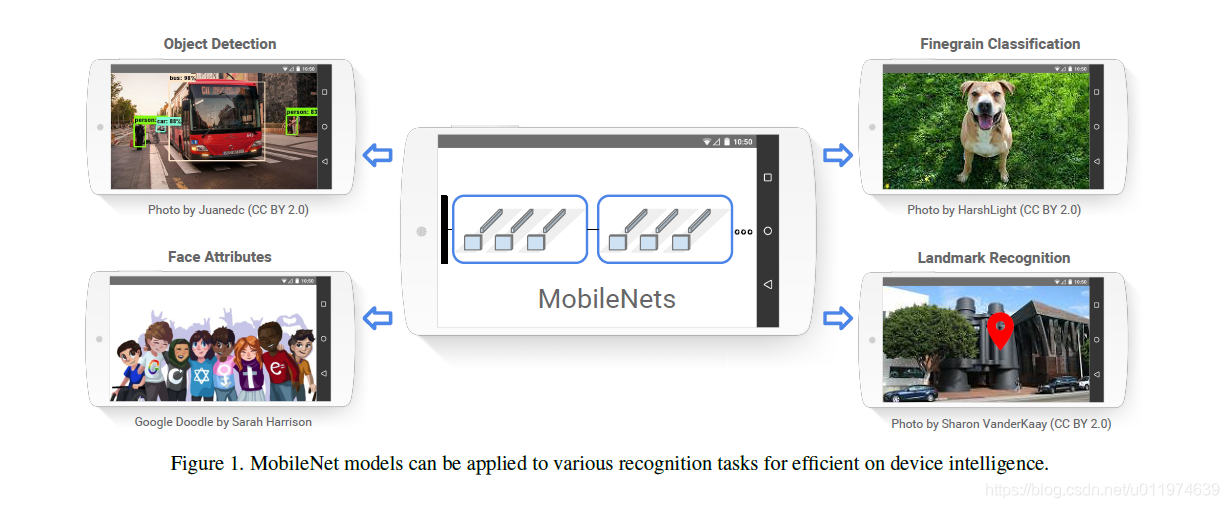 Object Detection
10:50
bus: 98%
person:
car: 88%
person: 83
Photo by Juanedc (CC BY 2.0)
Finegrain Classification
10:50
Photo by HarshLight (CC BY 2.0)
10:50
MobileNets
Face Attributes
10:50
Google Doodle by Sarah Harrison
Landmark Recognition
10:50
Photo by Sharon VanderKaay (CC BY 2.0)
Figure 1. MobileNet models can be applied to various recognition tasks for efficient on device intelligence.
https://blog.csdn.net/u011974639